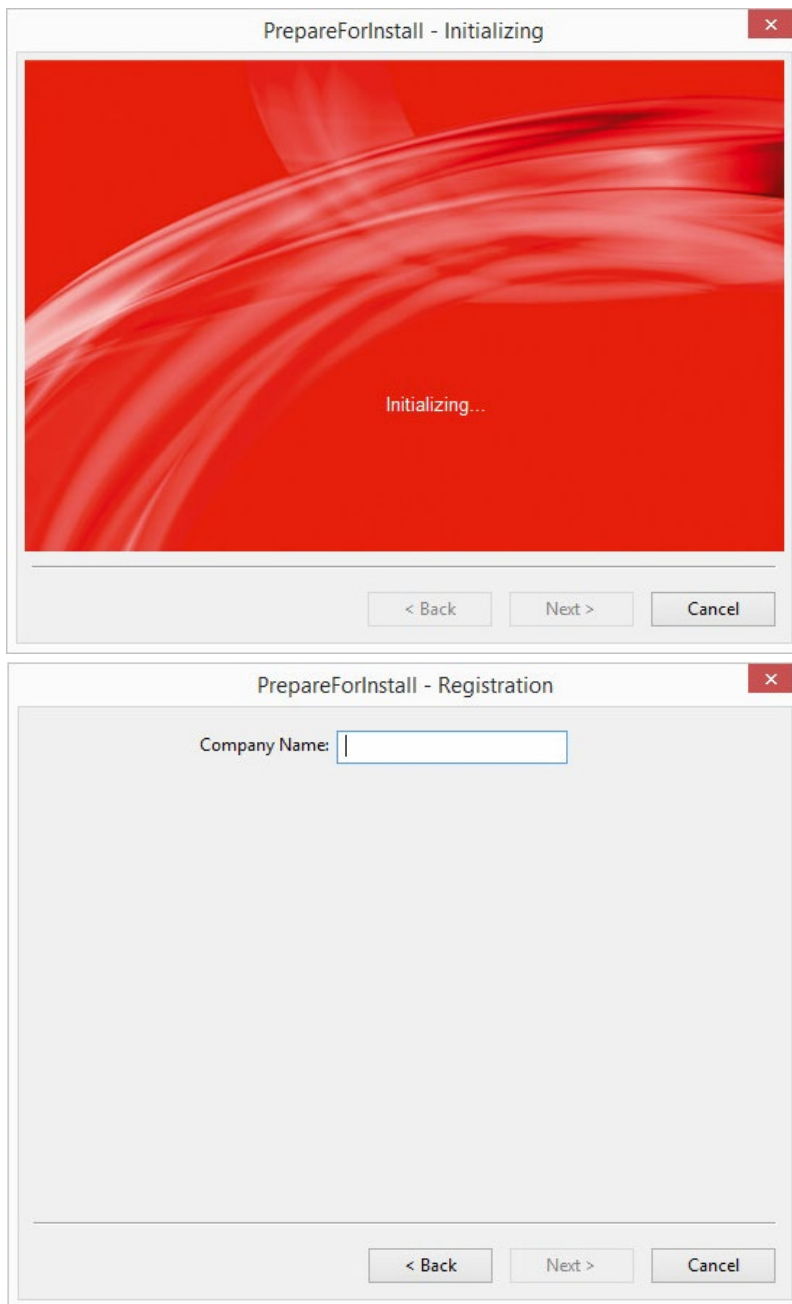 PrepareForInstall - Initializing
Initializing...
< Back Next > Cancel
PrepareForInstall - Registration
Company Name:
< Back Next > Cancel